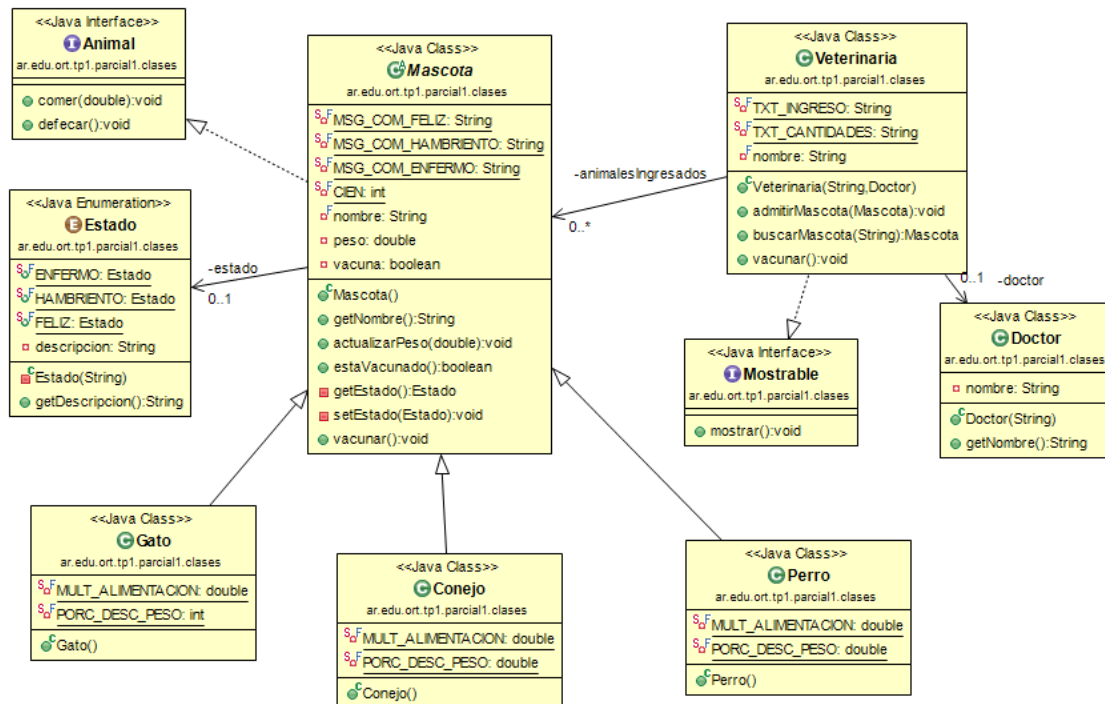 <<Java Interface>>
Animal
ar.edu.ort.tp1.parcial1.clases
comer(double):void
defecar():void
<<Java Class>>
Mascota
ar.edu.ort.tp1.parcial1.clases
MSG_COM_FELIZ: String
MSG_COM_HAMBRIENTO: String
MSG_COM_ENFERMO: String
CIEN: int
nombre: String
peso: double
vacuna: boolean
Mascota()
getNombre():String
actualizarPeso(double):void
estaVacunado():boolean
getEstado():Estado
setEstado(Estado):void
vacunar():void
<<Java Class>>
Veterinaria
ar.edu.ort.tp1.parcial1.clases
TXT_INGRESO: String
TXT_CANTIDADES: String
nombre: String
Veterinaria(String,Doctor)
admitirMascota(Mascota):void
buscarMascota(String):Mascota
vacunar():void
-animalesIngresados
0..*
<<Java Enumeration>>
Estado
ar.edu.ort.tp1.parcial1.clases
ENFERMO: Estado
HAMBRIENTO: Estado
FELIZ: Estado
descripcion: String
Estado(String)
getDescripcion():String
-estado
0..1
0..1
-doctor
<<Java Class>>
Doctor
ar.edu.ort.tp1.parcial1.clases
nombre: String
Doctor(String)
getNombre():String
<<Java Interface>>
Mostrable
ar.edu.ort.tp1.parcial1.clases
mostrar():void
<<Java Class>>
Gato
ar.edu.ort.tp1.parcial1.clases
MULT_ALIMENTACION: double
PORC_DESC_PESO: int
Gato()
<<Java Class>>
Conejo
ar.edu.ort.tp1.parcial1.clases
MULT_ALIMENTACION: double
PORC_DESC_PESO: double
Conejo()
<<Java Class>>
Perro
ar.edu.ort.tp1.parcial1.clases
MULT_ALIMENTACION: double
PORC_DESC_PESO: double
Perro()